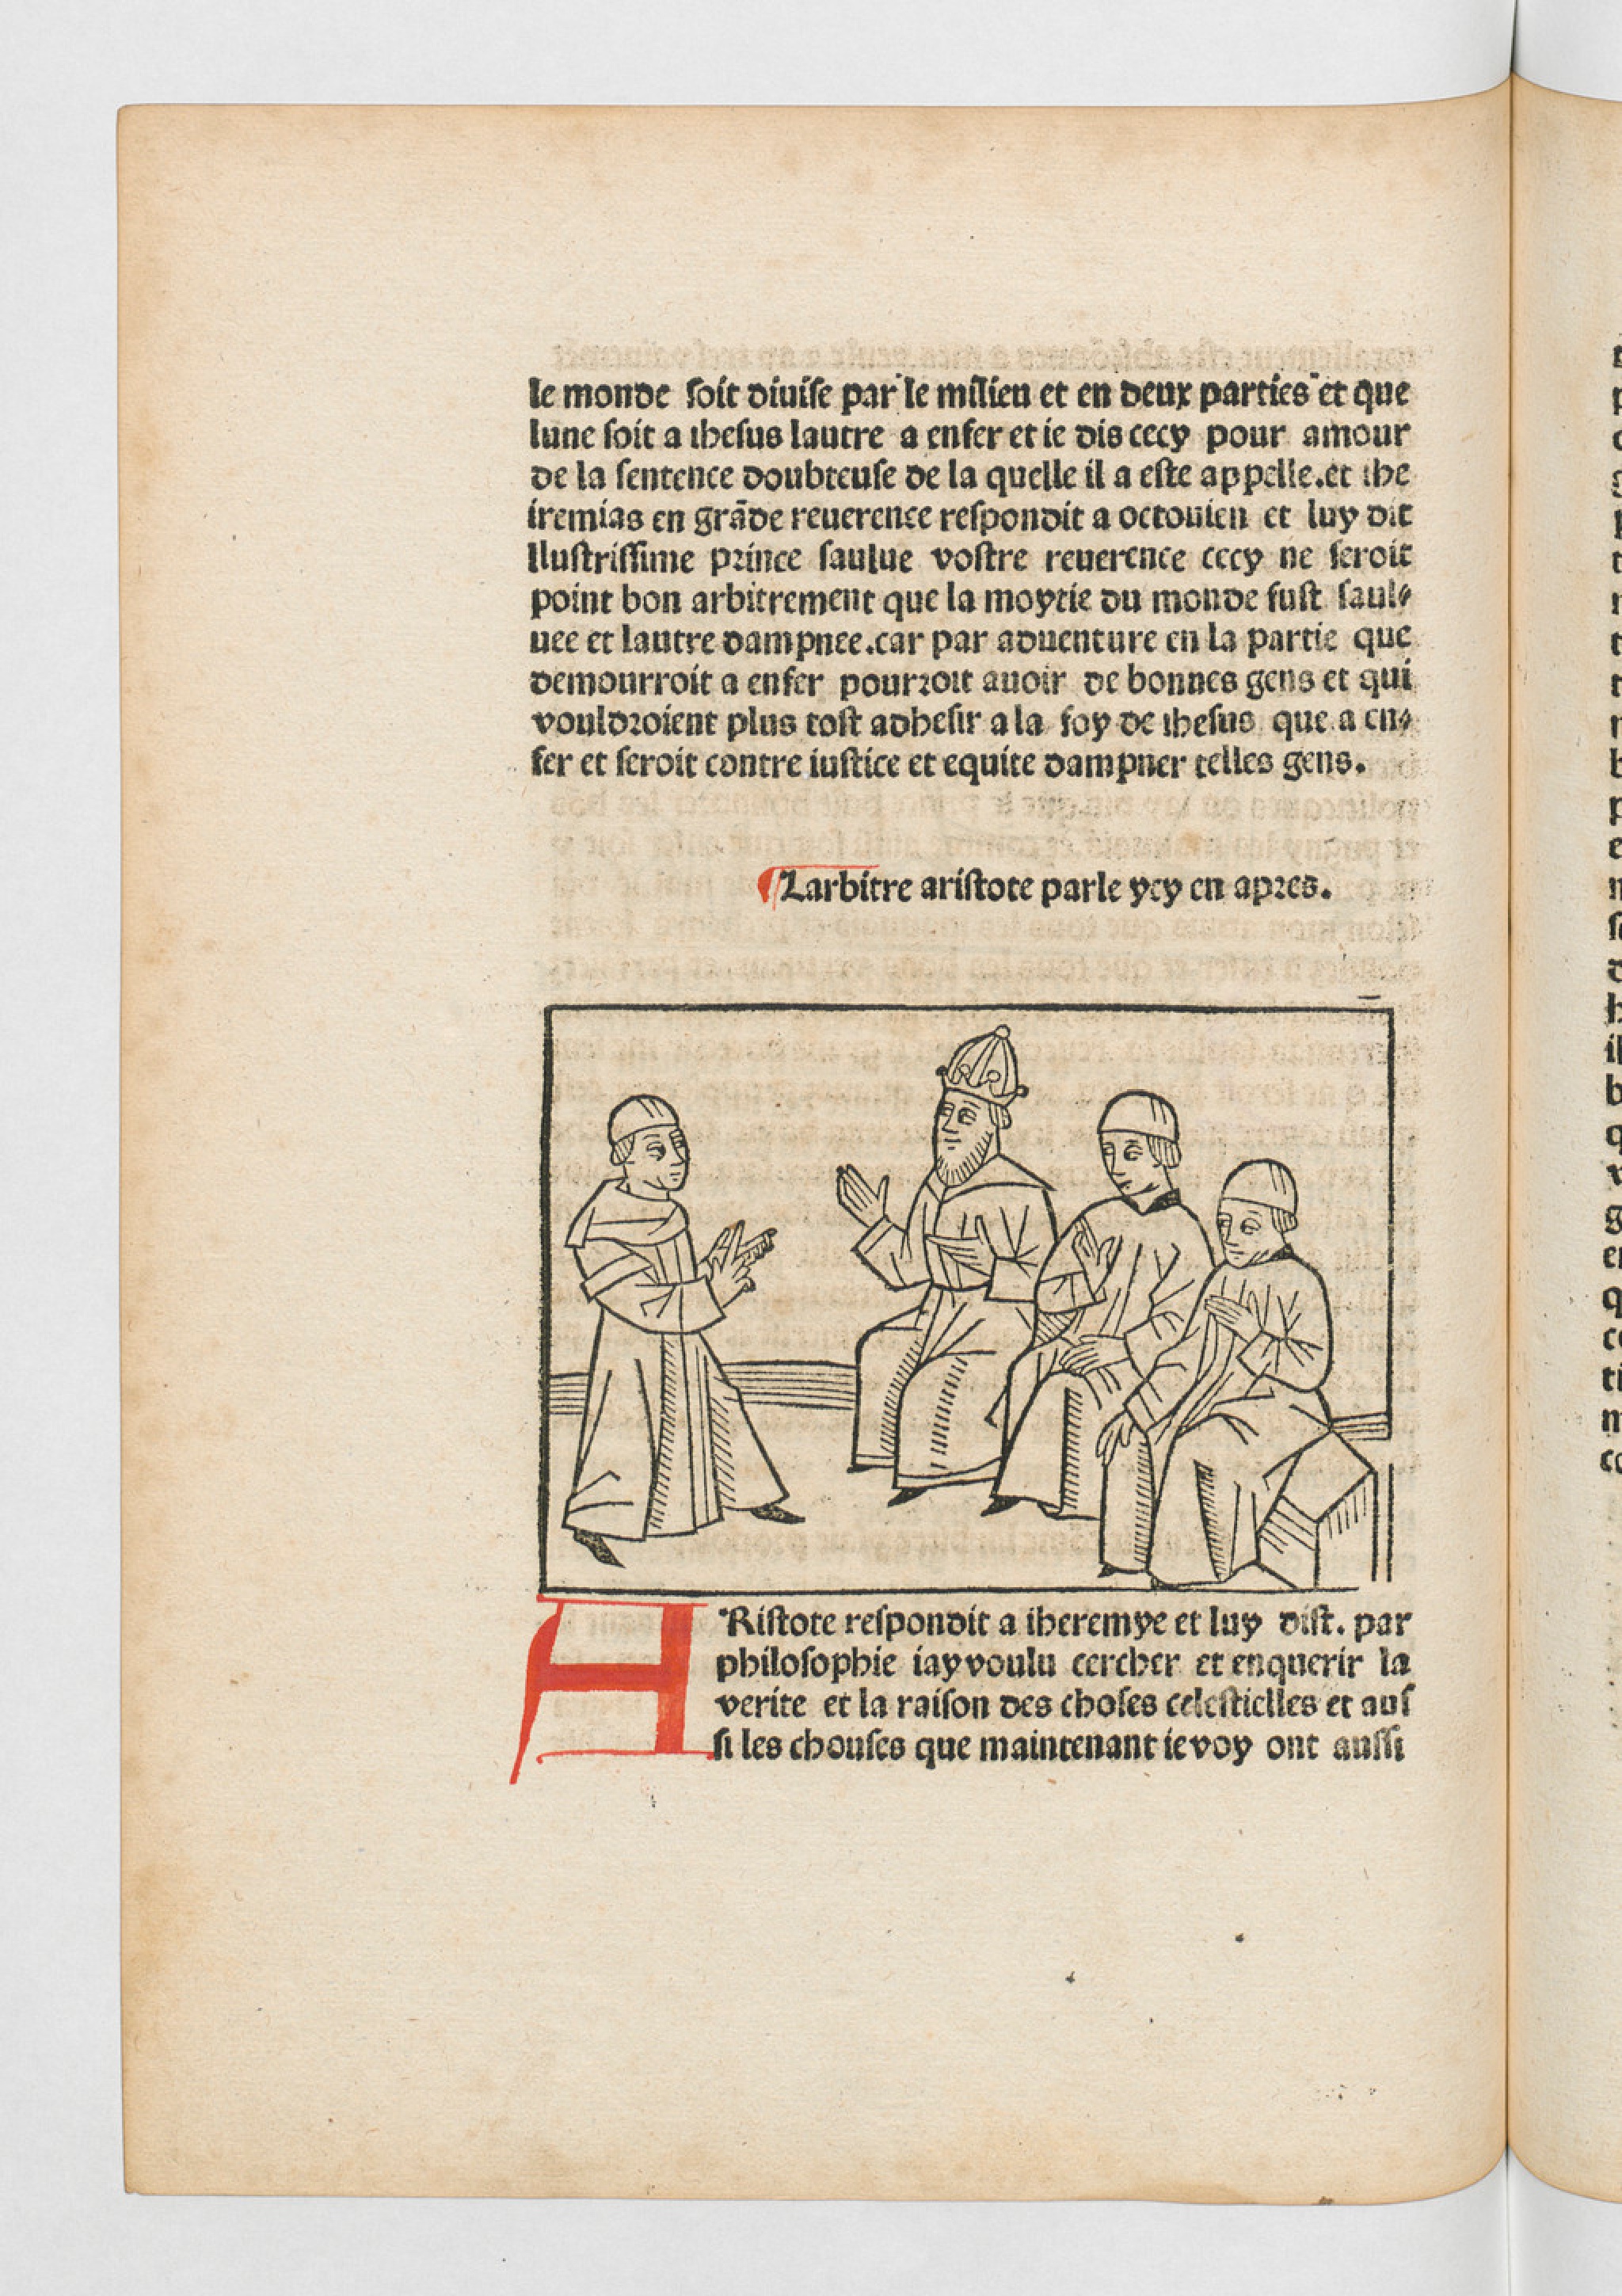 le monde soit diuise par le milieu et en deux parties et que
lune soit a ihesus lautre a enfer et ie dis cecy pour amour
de la sentence doubteuse de la quelle il a este appelle.et ihe
iremias en grāde reuerence respondit a octouien et luy dit
Ilustrissime prince saulue vostre reuerence cecy ne seroit
point bon arbitrement que la moytie du monde fust saul⸗
uee et lautre dampnee.car par aduenture en la partie que
demourroit a enfer pourroit auoir de bonnes gens et qui
vouldroient plus tost adhesir a la foy de ihesus que a en⸗
fer et seroit contre iustice et equite dampner telles gens.
¶Larbitre aristote parle ycy en apres.
ARistote respondit a iheremye et luy dist. par
philosophie iay voulu cercher et enquerir la
verite et la raison des choses celestielles et aus
si les chouses que maintenant ie voy ont aussi